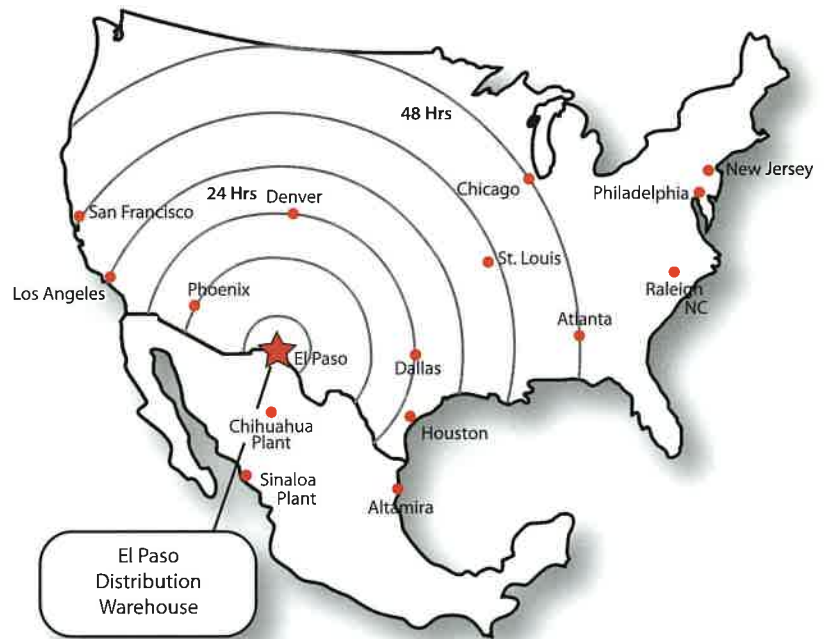 48 Hrs
New Jersey
Chicago
Philadelphia
24 Hrs
Denver
San Francisco
St. Louis
Los Angeles
Phoenix
Raleigh
NC
Atlanta
El Paso
Dallas
Chihuahua
Plant
Houston
Sinaloa
Plant
Altamira
El Paso
Distribution
Warehouse